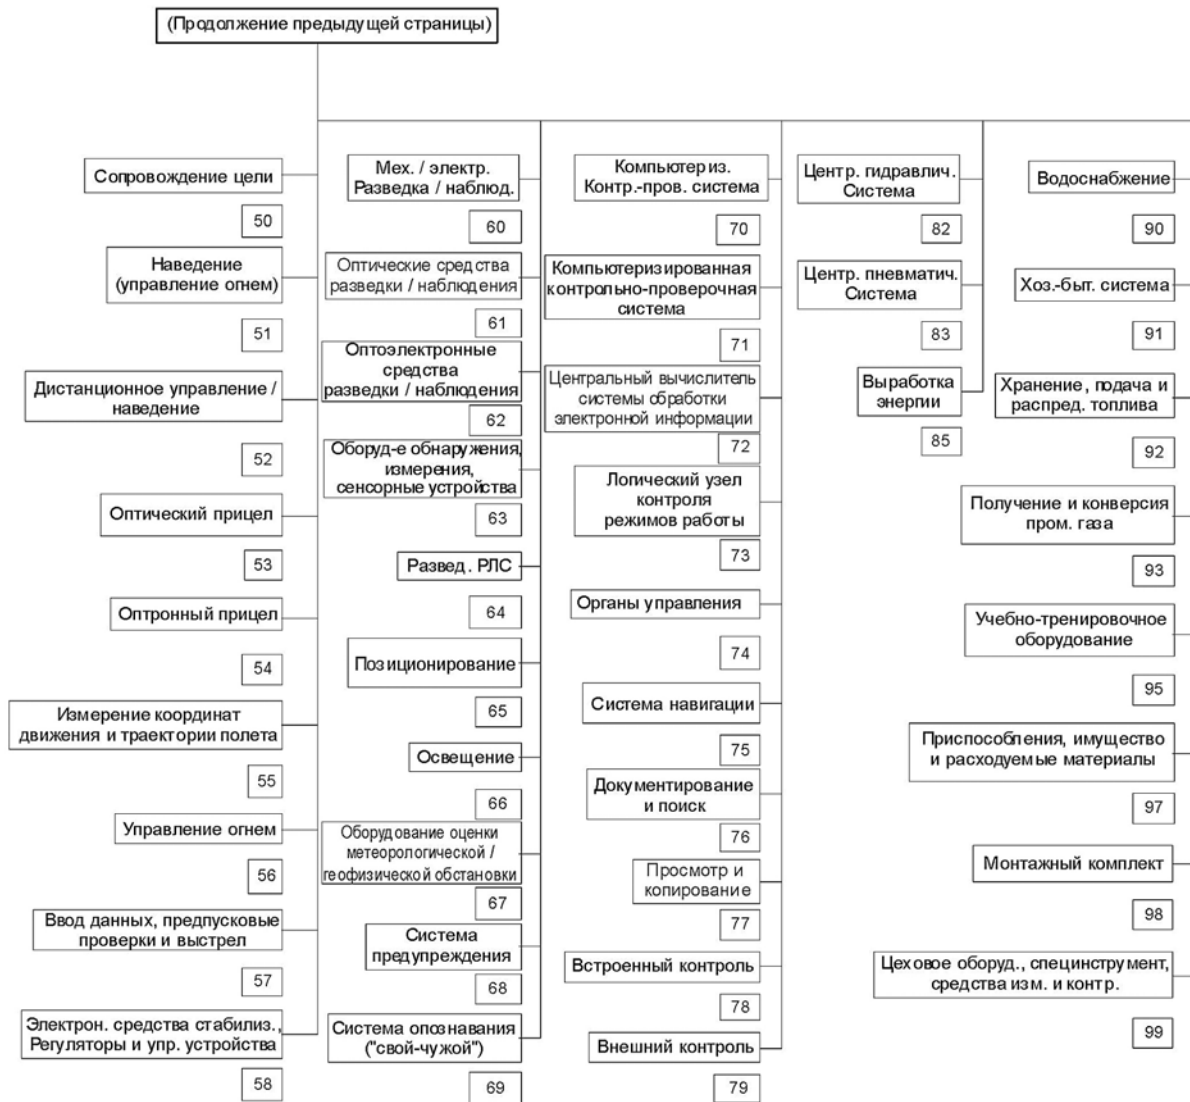 (Продолжение предыдущей страницы)
Сопровождение цели
50
Наведение
(управление огнем)
51
Дистанционное управление /
наведение
52
Оптический прицел
53
Оптронный прицел
54
Измерение координат
движения и траектории полета
55
Управление огнем
56
Ввод данных, предпусковые
проверки и выстрел
57
Электрон. средства стабилиз.,
Регуляторы и упр. устройства
58
Мех. / электр.
Разведка / наблюд.
60
Оптические средства
разведки / наблюдения
61
Оптоэлектронные
средства
разведки / наблюдения
62
Оборуд-е обнаружения,
измерения,
сенсорные устройства
63
Развед. РЛС
64
Позиционирование
65
Освещение
66
Оборудование оценки
метеорологической /
геофизической обстановки
67
Система
предупреждения
68
Система опознавания
("свой-чужой")
69
Компьютериз.
Контр.-пров. система
70
Компьютеризированная
контрольно-проверочная
система
71
Центральный вычислитель
системы обработки
электронной информации
72
Логический узел
контроля
режимов работы
73
Органы управления
74
Система навигации
75
Документирование
и поиск
76
Просмотр и
копирование
77
Встроенный контроль
78
Внешний контроль
79
Центр. гидравлич.
Система
82
Центр. пневматич.
Система
83
Выработка
энергии
85
Водоснабжение
90
Хоз.-быт. система
91
Хранение, подача и
распред. топлива
92
Получение и конверсия
пром. газа
93
Учебно-тренировочное
оборудование
95
Приспособления, имущество
и расходуемые материалы
97
Монтажный комплект
98
Цеховое оборуд., специнструмент,
средства изм. и контр.
99